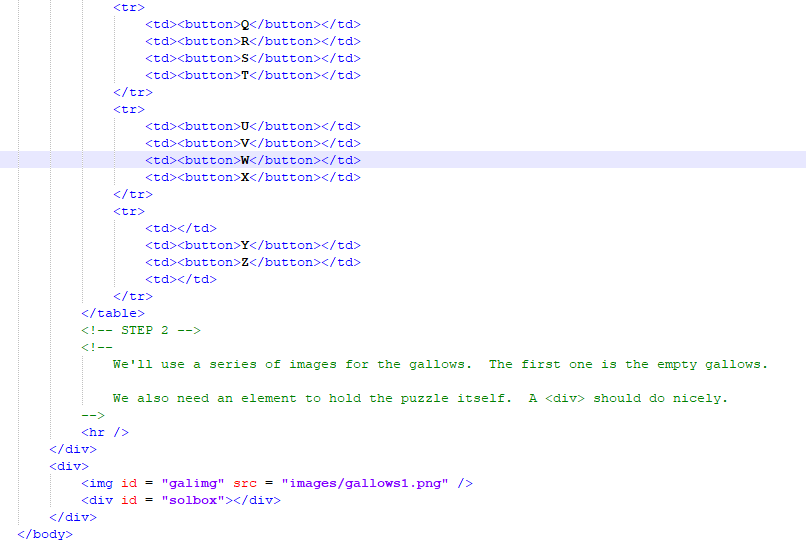 <tr>
<td><button>Q</button></td>
<td><button>R</button></td>
<td><button>S</button></td>
<td><button>T</button></td>
</tr>
<tr>
<td><button>U</button></td>
<td><button>V</button></td>
<td><button>W</button></td>
<td><button>X</button></td>
</tr>
<tr>
<td></td>
<td><button>Y</button></td>
<td><button>Z</button></td>
<td></td>
</tr>
</table>
<!-- STEP 2 -->
<!--
We'll use a series of images for the gallows.  The first one is the empty gallows.
We also need an element to hold the puzzle itself.  A <div> should do nicely.
-->
<hr />
</div>
<div>
<img id = "galimg" src = "images/gallows1.png" />
<div id = "solbox"></div>
</div>
</body>